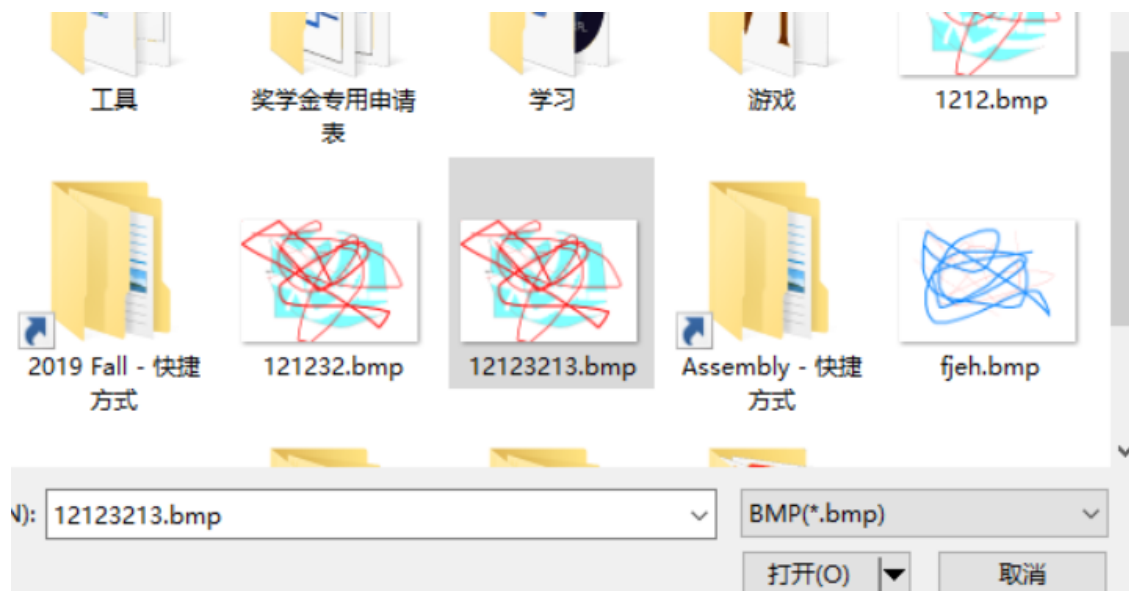 工具
奖学金专用申请
表
学习
游戏
1212.bmp
2019 Fall - 快捷
方式
121232.bmp
12123213.bmp
Assembly - 快捷
方式
fjeh.bmp
N):
12123213.bmp
BMP(*.bmp)
打开(O)
取消